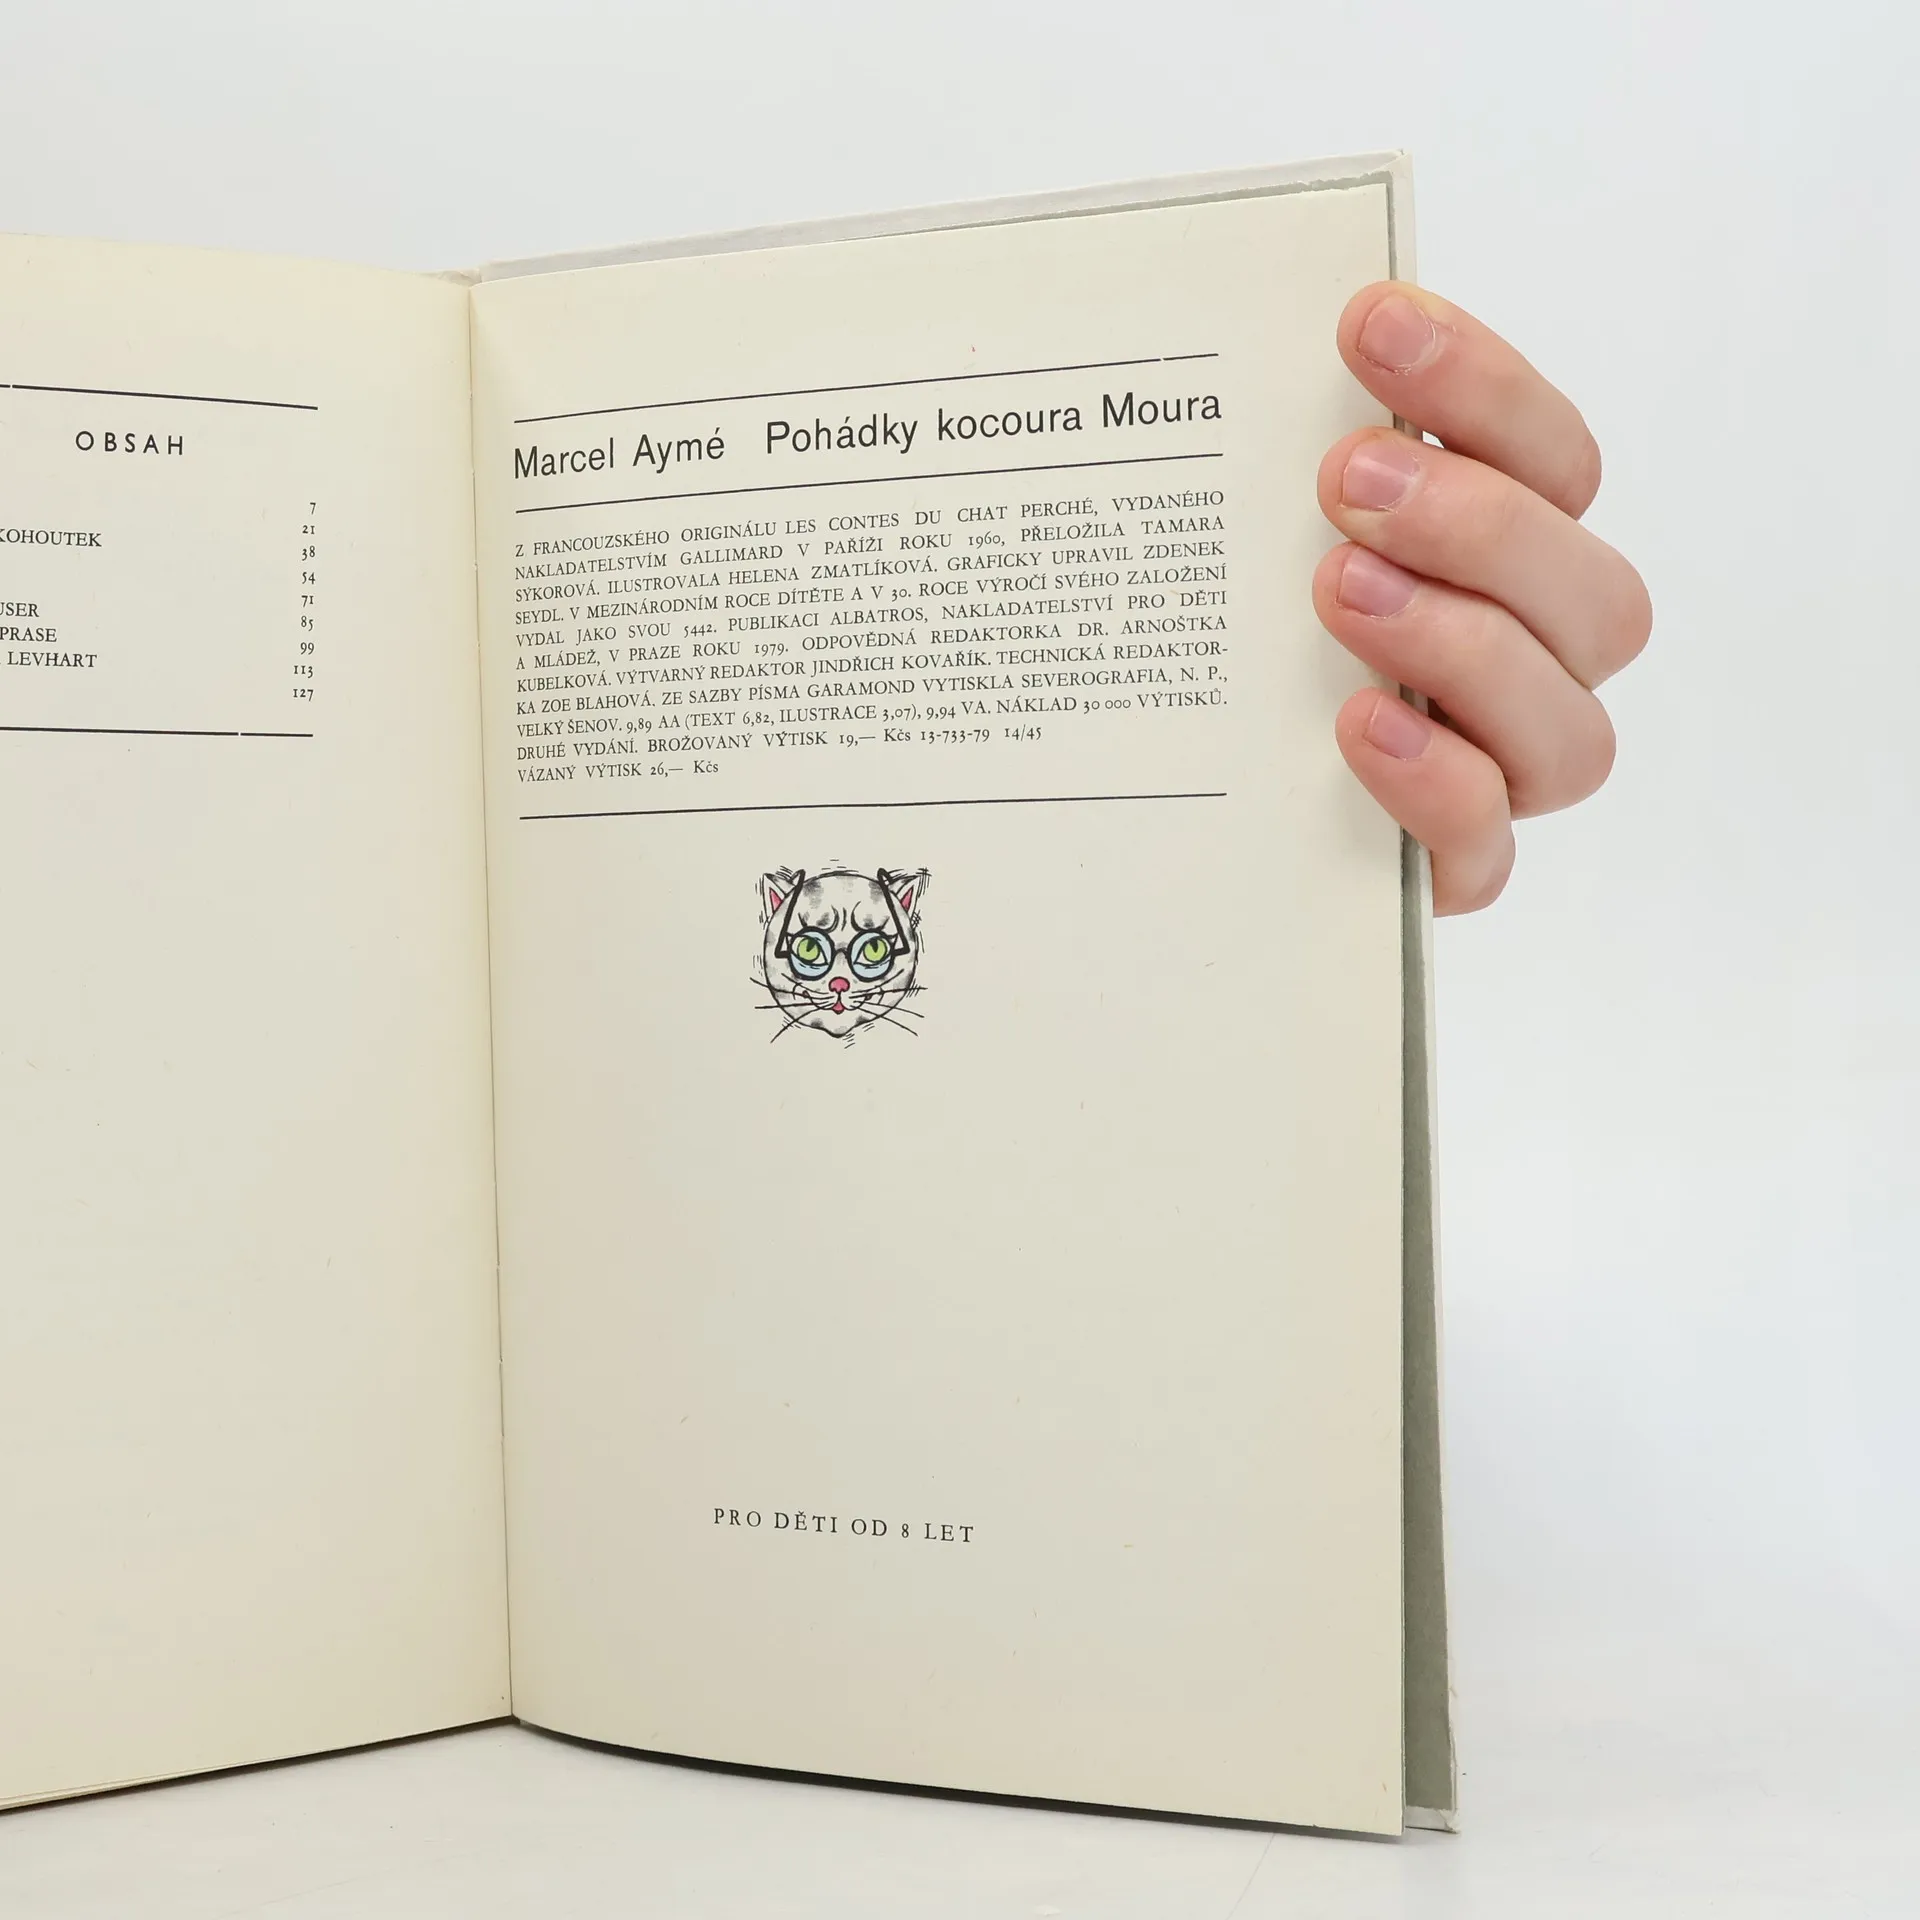 OBSAH
7
KOHOUTEK 21
38
54
USER 71
PRASE 85
LEVHART 99
113
127
Marcel Aymé Pohádky kocoura Moura
Z FRANCOUZSKÉHO ORIGINÁLU LES CONTES DU CHAT PERCHÉ, VYDANÉHO
NAKLADATELSTVÍM GALLIMARD V PAŘÍŽI ROKU 1960, PŘELOŽILA TAMARA
SÝKOROVÁ. ILUSTROVALA HELENA ZMATLÍKOVÁ. GRAFICKY UPRAVIL ZDENEK
SEYDL. V MEZINÁRODNÍM ROCE DÍTĚTE A V 30. ROCE VÝROČÍ SVÉHO ZALOŽENÍ
VYDAL JAKO SVOU 5442. PUBLIKACI ALBATROS, NAKLADATELSTVÍ PRO DĚTI
A MLÁDEŽ, V PRAZE ROKU 1979. ODPOVĚDNÁ REDAKTORKA DR. ARNOŠTKA
KUBELKOVÁ. VÝTVARNÝ REDAKTOR JINDŘICH KOVAŘÍK. TECHNICKÁ REDAKTOR-
KA ZOE BLAHOVÁ. ZE SAZBY PÍSMA GARAMOND VYTISKLA SEVEROGRAFIA, N. P.,
VELKÝ ŠENOV. 9,89 AA (TEXT 6,82, ILUSTRACE 3,07), 9,94 VA. NÁKLAD 30 000 VÝTISKŮ.
DRUHÉ VYDÁNÍ. BROŽOVANÝ VÝTISK 19,— Kčs 13-733-79 14/45
VÁZANÝ VÝTISK 26,— Kčs
PRO DĚTI OD 8 LET